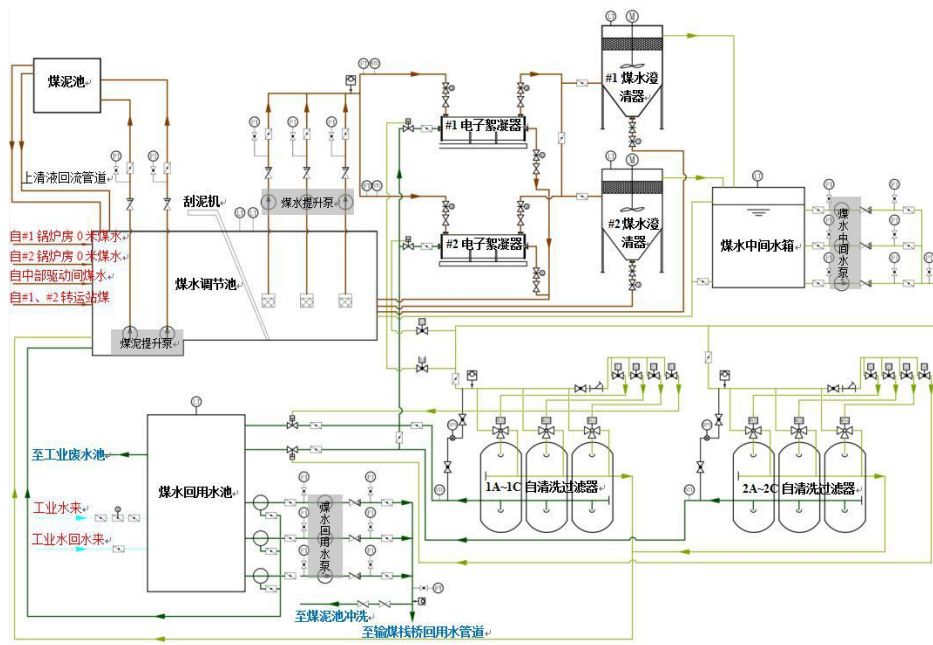 煤泥池
上清液回流管道
自#1锅炉房0米煤水
自#2锅炉房0米煤水
自中部驱动间煤水
自#1、#2转运站煤
煤泥提升泵
刮泥机
煤水调节池
煤水提升泵
#1 电子絮凝器
#2 电子絮凝器
LT
M
#1 煤水澄
清器
LT
M
#2 煤水澄
清器
LT
煤水中间水箱
煤水中间水泵
LT
煤水回用水池
至工业废水池
工业水来
工业水回水来
煤水回用水泵
至煤泥池冲洗
至输煤栈桥回用水管道
1A~1C 自清洗过滤器
2A~2C 自清洗过滤器